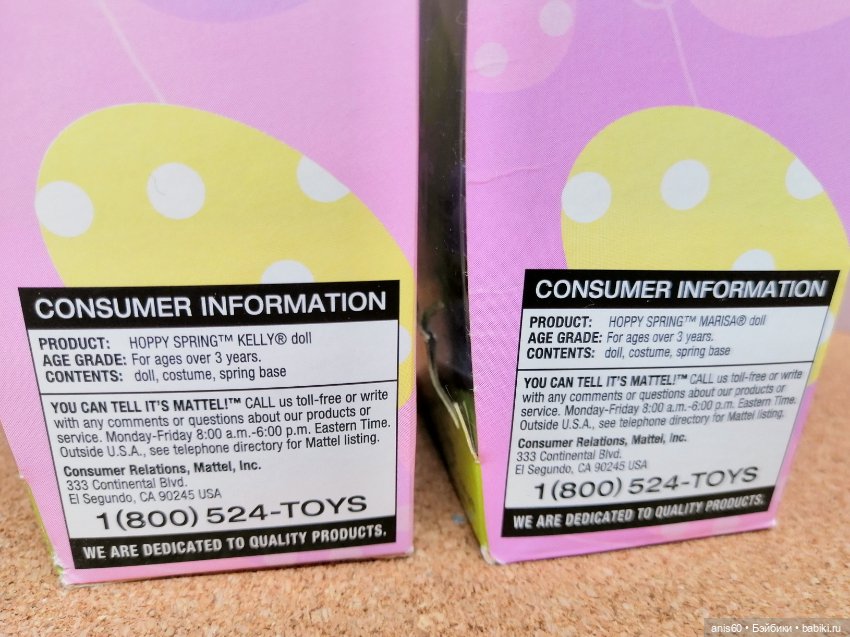 CONSUMER INFORMATION
PRODUCT: HOPPY SPRING™ KELLY® doll
AGE GRADE: For ages over 3 years.
CONTENTS: doll, costume, spring base
YOU CAN TELL IT'S MATTEL!™ CALL us toll-free or write
with any comments or questions about our products or
service. Monday-Friday 8:00 a.m.-6:00 p.m. Eastern Time.
Outside U.S.A., see telephone directory for Mattel listing.
Consumer Relations, Mattel, Inc.
333 Continental Blvd.
El Segundo, CA 90245 USA
1(800) 524-TOYS
WE ARE DEDICATED TO QUALITY PRODUCTS.
CONSUMER INFORMATION
PRODUCT: HOPPY SPRING™ MARISA® doll
AGE GRADE: For ages over 3 years.
CONTENTS: doll, costume, spring base
YOU CAN TELL IT'S MATTEL!™ CALL us toll-free or write
with any comments or questions about our products or
service. Monday-Friday 8:00 a.m.-6:00 p.m. Eastern Time.
Outside U.S.A., see telephone directory for Mattel listing.
Consumer Relations, Mattel, Inc.
333 Continental Blvd.
El Segundo, CA 90245 USA
1(800) 524-TOYS
WE ARE DEDICATED TO QUALITY PRODUCTS.
anis60 • Бэйбики • babiki.ru